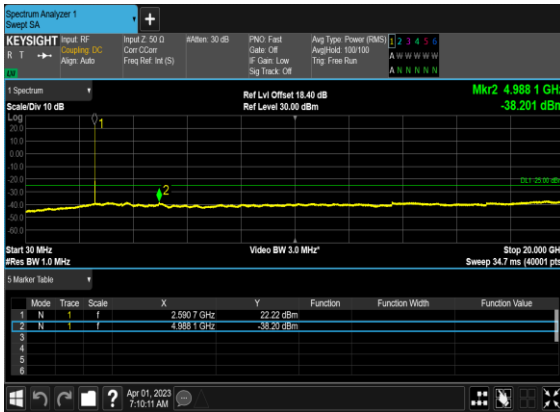 Spectrum Analyzer 1
Swept SA
KEYSIGHT
R T
Input: RF
Coupling: DC
Align: Auto
Input Z: 50 Ω
Corr CCorr
Freq Ref: Int (S)
#Atten: 30 dB
PNO: Fast
Gate: Off
IF Gain: Low
Sig Track: Off
Avg Type: Power (RMS)
Avg|Hold: 100/100
Trig: Free Run
1 2 3 4 5 6
A W W W W W
A N N N N N
1 Spectrum
Scale/Div 10 dB
Ref Lvl Offset 18.40 dB
Ref Level 30.00 dBm
Mkr2 4.988 1 GHz
-38.201 dBm
Log
20.0
10.0
0.00
-10.0
-20.0
-30.0
-40.0
-50.0
-60.0
1
2
DL1 -25.00 dBm
Start 30 MHz
#Res BW 1.0 MHz
Video BW 3.0 MHz*
Stop 20.000 GHz
Sweep 34.7 ms (40001 pts)
5 Marker Table
Mode Trace Scale X Y Function Function Width Function Value
1 N 1 f 2.590 7 GHz 22.22 dBm
2 N 1 f 4.988 1 GHz -38.20 dBm
3
4
5
6
Apr 01, 2023
7:10:11 AM